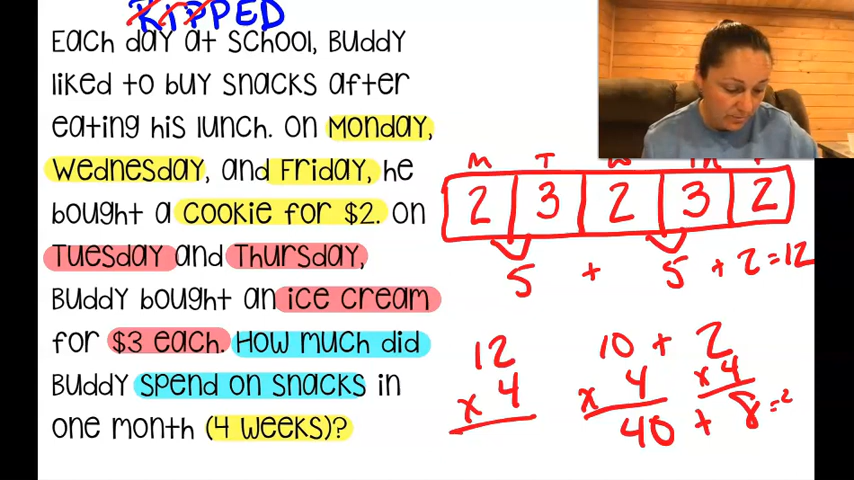 RIPPED
Each day at school, Buddy
liked to buy snacks after
eating his lunch. On Monday,
Wednesday, and Friday, he
bought a cookie for $2. On
Tuesday and Thursday,
Buddy bought an ice cream
for $3 each. How much did
Buddy spend on snacks in
one month (4 weeks)?
M T
2 3 2 3 2
5 + 5 + 2 = 12
12
x 4
10 + 2
x 4 x 4
40 + 8 =